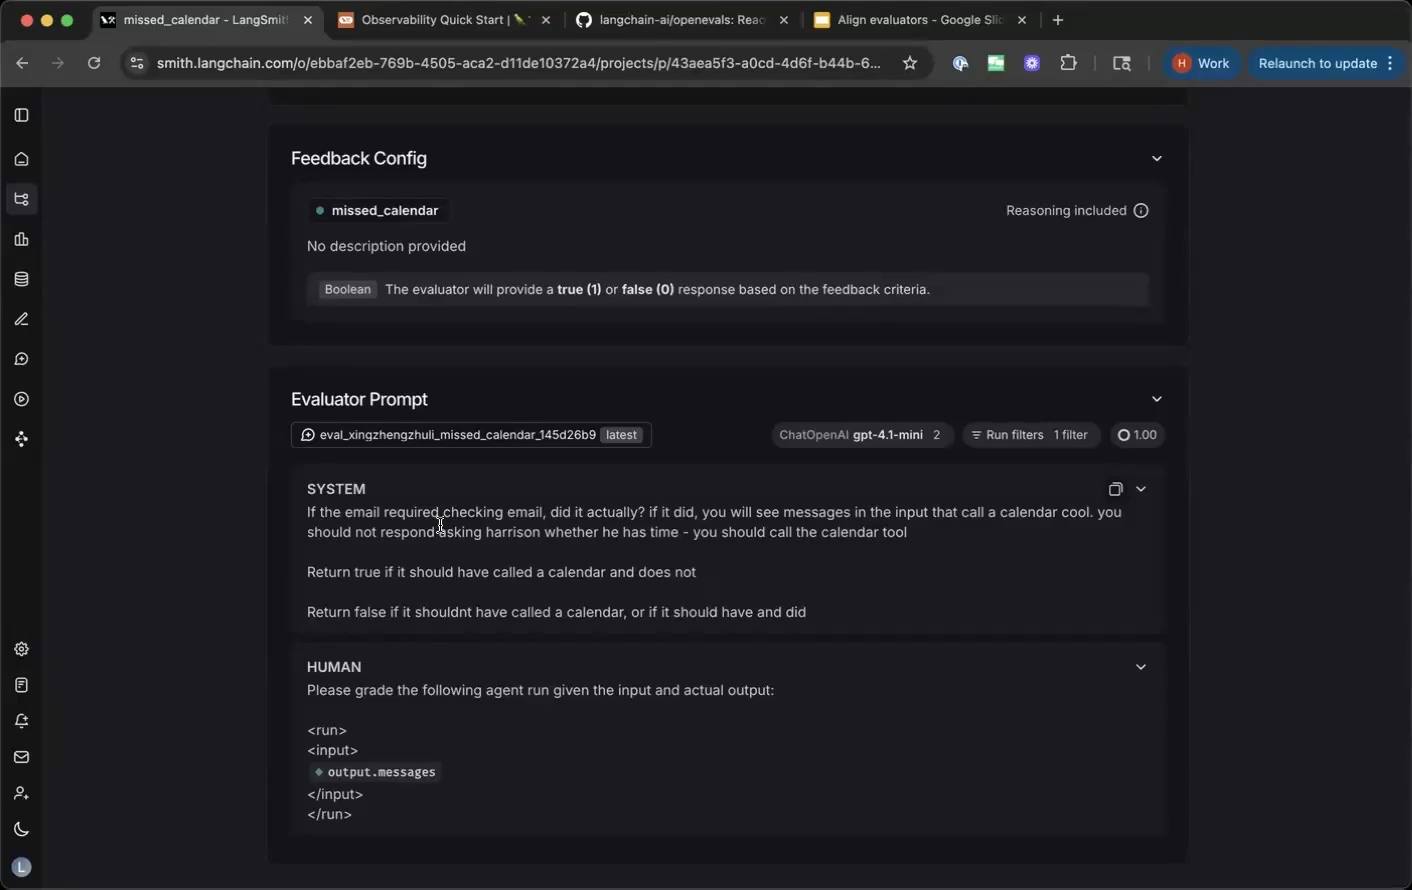 missed_calendar - LangSmit
Observability Quick Start |
langchain-ai/openevals: Rea
Align evaluators - Google Slic
smith.langchain.com/o/ebbaf2eb-769b-4505-aca2-d11de10372a4/projects/p/43aea5f3-a0cd-4d6f-b44b-6...
H Work
Relaunch to update
Feedback Config
missed_calendar
Reasoning included
No description provided
Boolean The evaluator will provide a true (1) or false (0) response based on the feedback criteria.
Evaluator Prompt
eval_xingzhengzhuli_missed_calendar_145d26b9 latest
ChatOpenAI gpt-4.1-mini 2
Run filters 1 filter
1.00
SYSTEM
If the email required checking email, did it actually? if it did, you will see messages in the input that call a calendar cool. you
should not respond asking harrison whether he has time - you should call the calendar tool
Return true if it should have called a calendar and does not
Return false if it shouldnt have called a calendar, or if it should have and did
HUMAN
Please grade the following agent run given the input and actual output:
<run>
<input>
output.messages
</input>
</run>
L